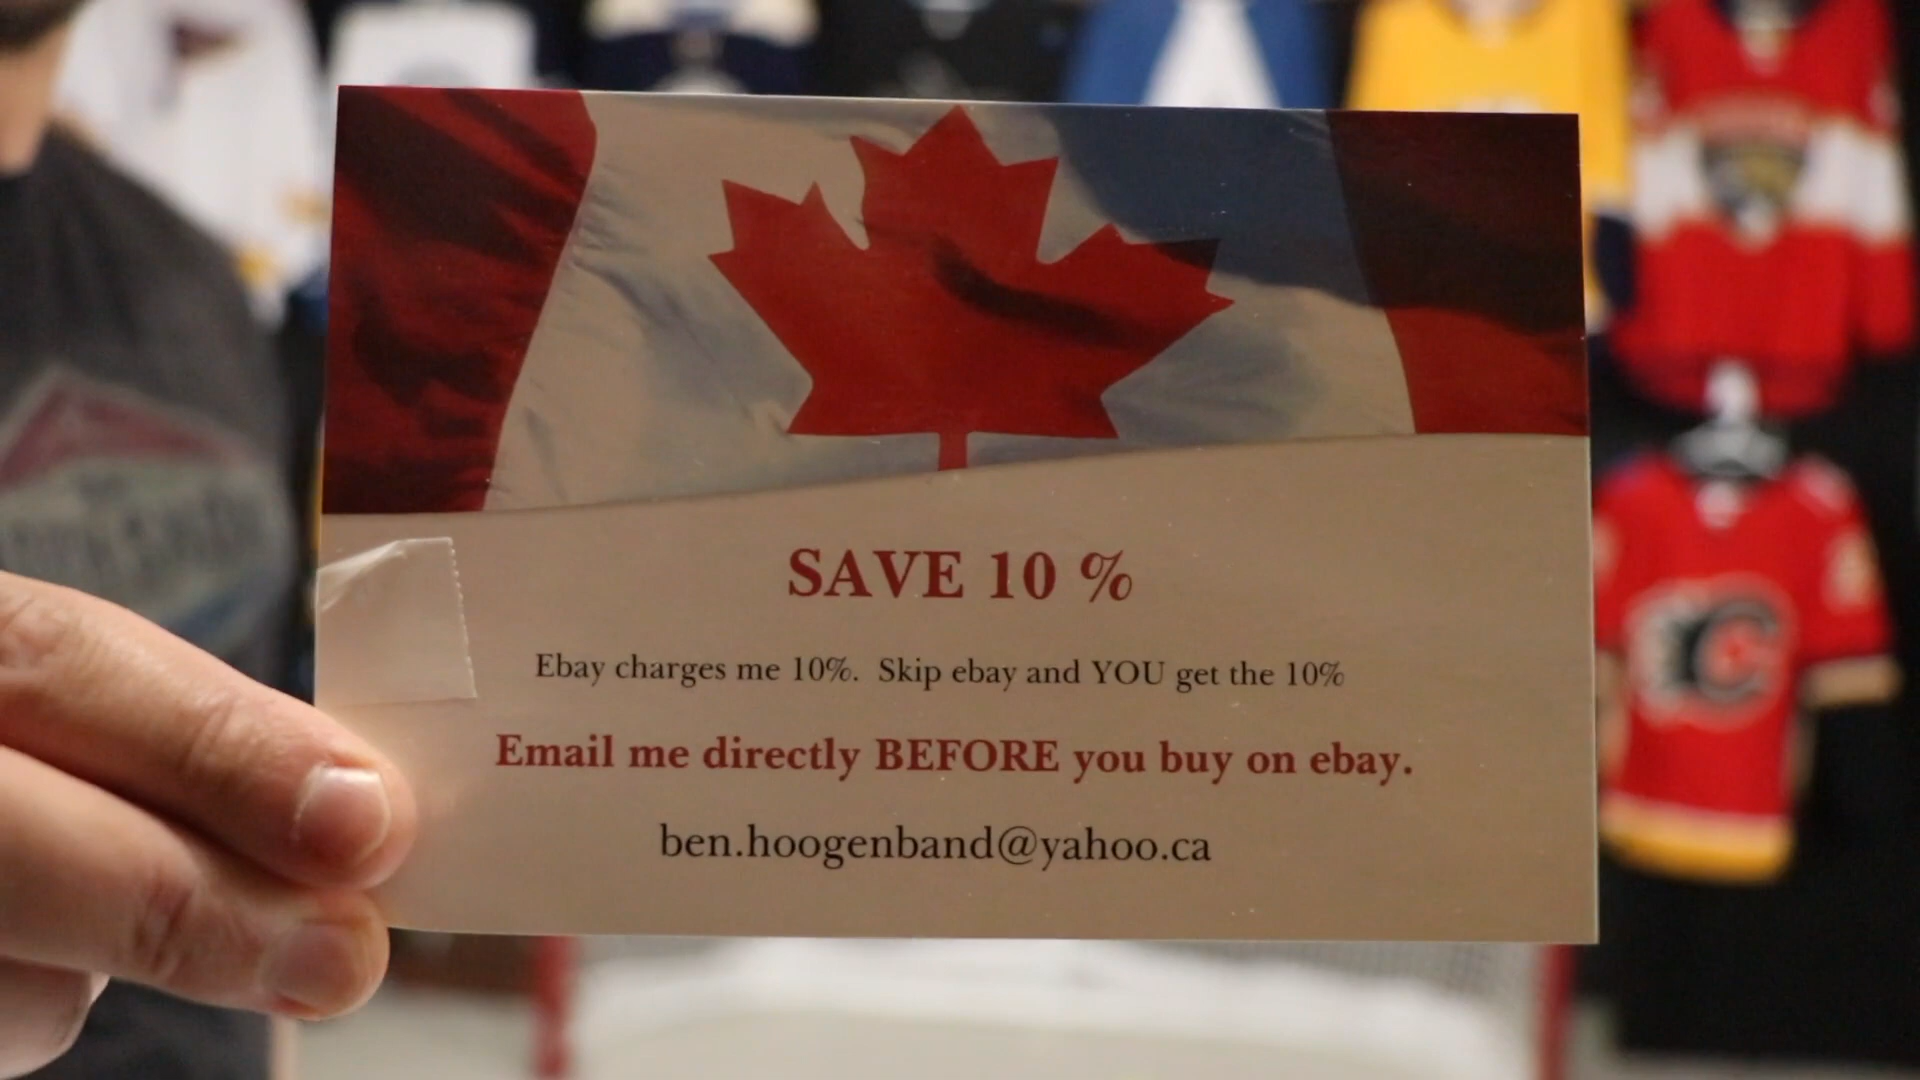 SAVE 10 %
Ebay charges me 10%.  Skip ebay and YOU get the 10%
Email me directly BEFORE you buy on ebay.
ben.hoogenband@yahoo.ca